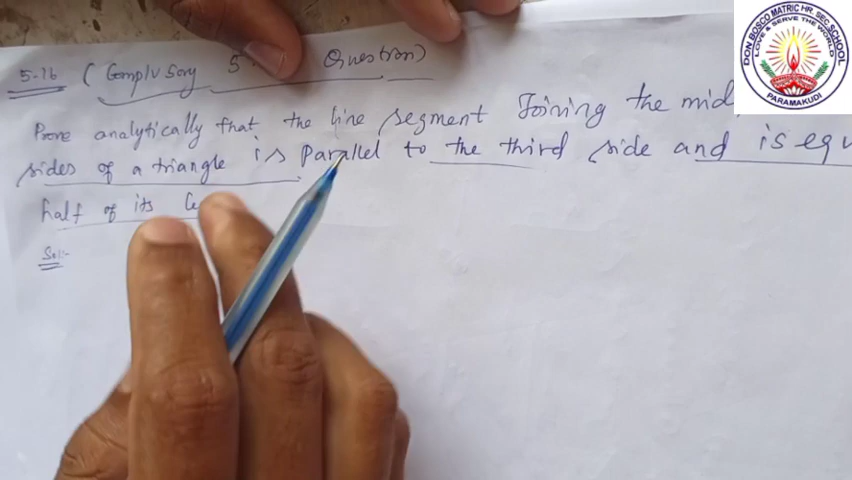 5.16 (Complusory 5 Question)
Prove analytically that the line segment Joining the mid
sides of a triangle is parallel to the third side and is equ
half of its
Sol:-
DON BOSCO MATRIC HR. SEC. SCHOOL
LOVE & SERVE THE WORLD
PARAMAKUDI